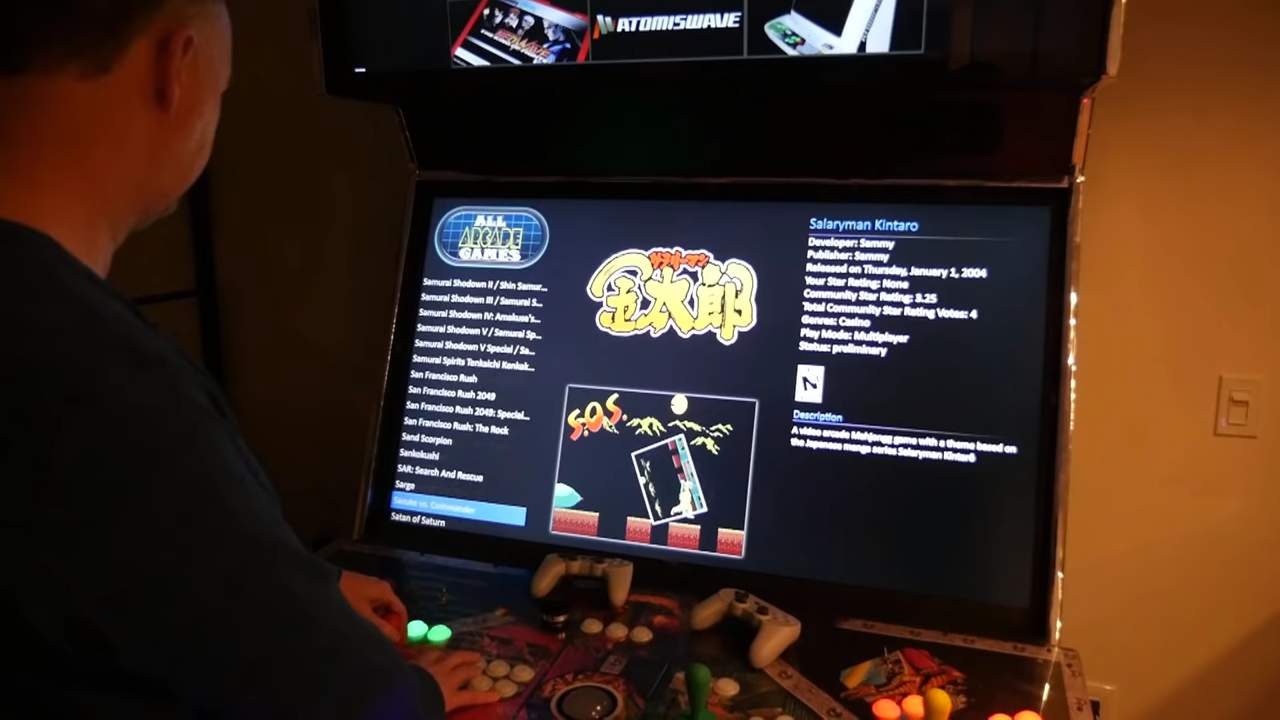 ATOMISWAVE
ALL
ARCADE
GAMES
Samurai Shodown II / Shin Samur...
Samurai Shodown III / Samurai S...
Samurai Shodown IV: Amakusa's...
Samurai Shodown V / Samurai Sp...
Samurai Shodown V Special / Sa...
Samurai Spirits Tenkaichi Kenkak...
San Francisco Rush
San Francisco Rush 2049
San Francisco Rush 2049: Special...
San Francisco Rush: The Rock
Sand Scorpion
Sankokushi
SAR: Search And Rescue
Sarge
Sasuke vs. Commander
Satan of Saturn
サラリーマン
金太郎
S.O.S.
Salaryman Kintaro
Developer: Sammy
Publisher: Sammy
Released on Thursday, January 1, 2004
Your Star Rating: None
Community Star Rating: 3.25
Total Community Star Rating Votes: 4
Genres: Casino
Play Mode: Multiplayer
Status: preliminary
Description
A video arcade Mahjongg game with a theme based on
the Japanese manga series Salaryman Kintarō